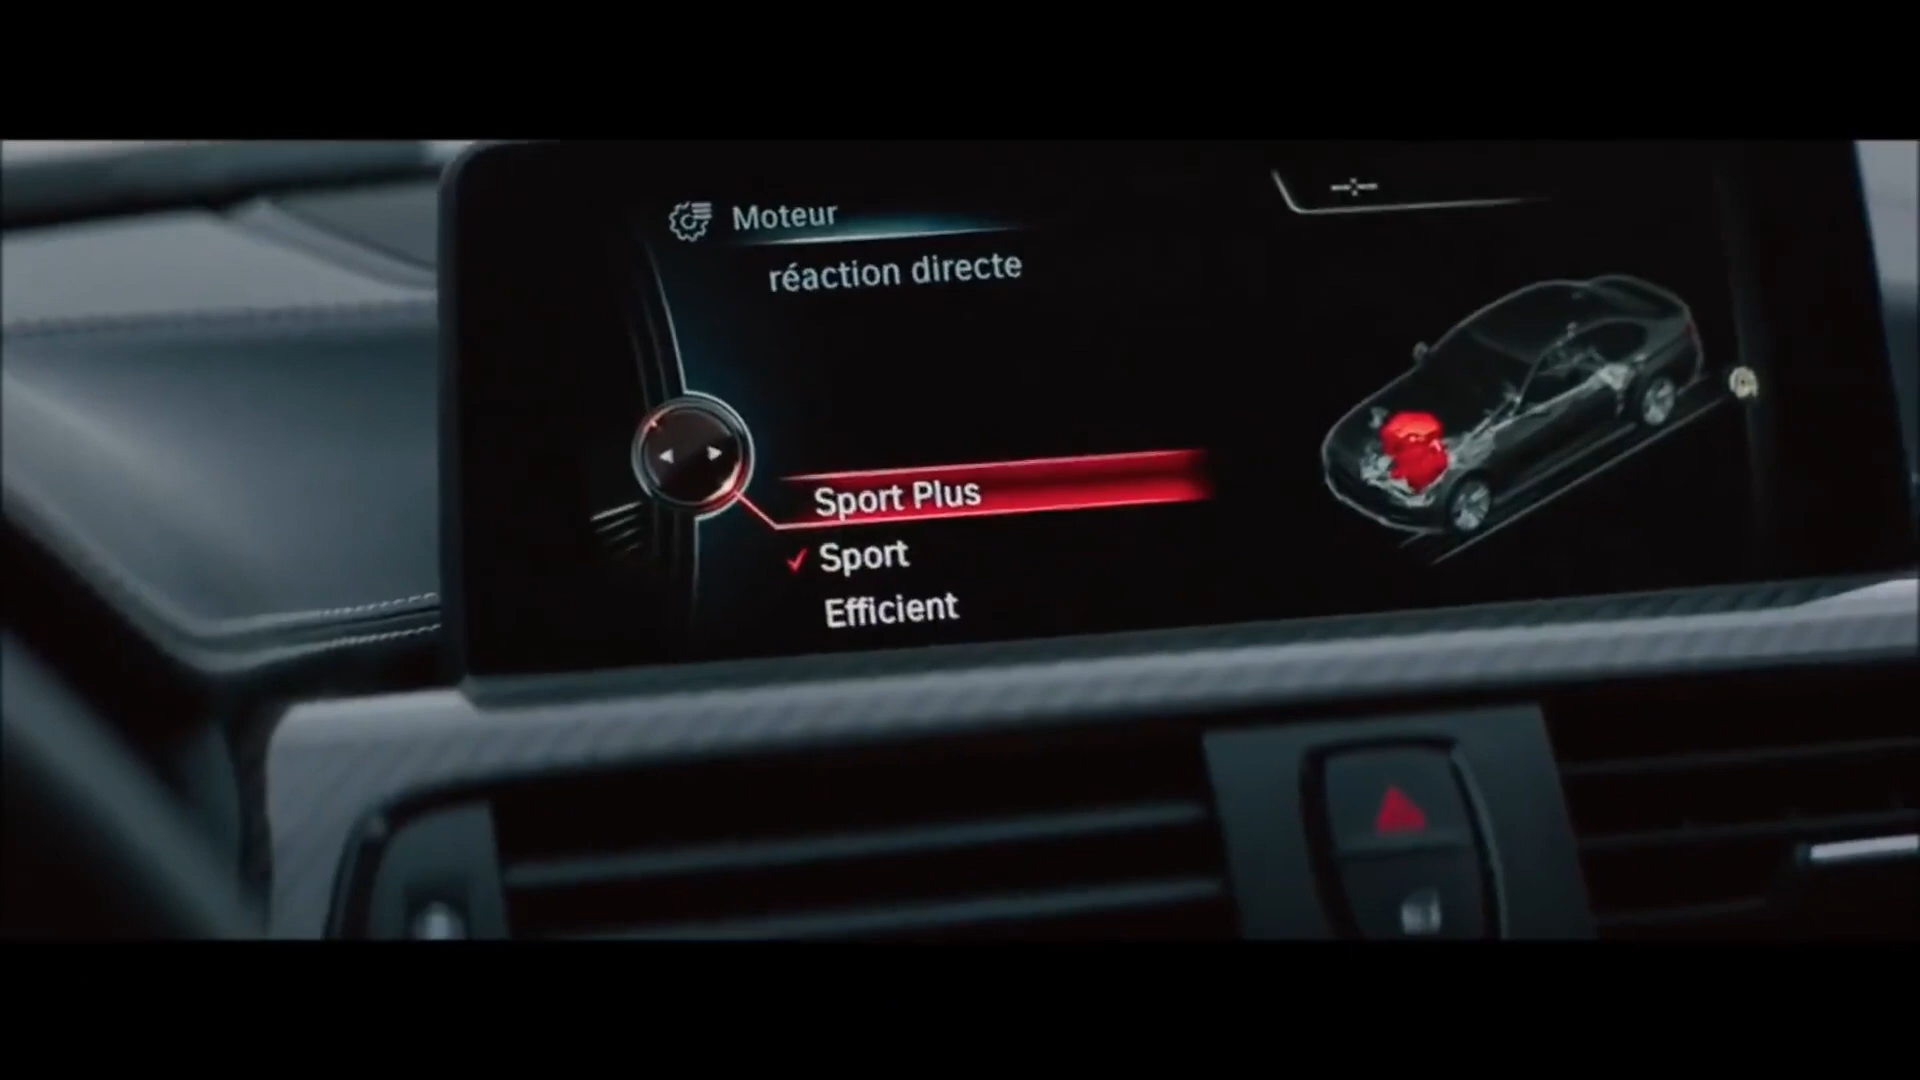 Moteur
réaction directe
Sport Plus
Sport
Efficient